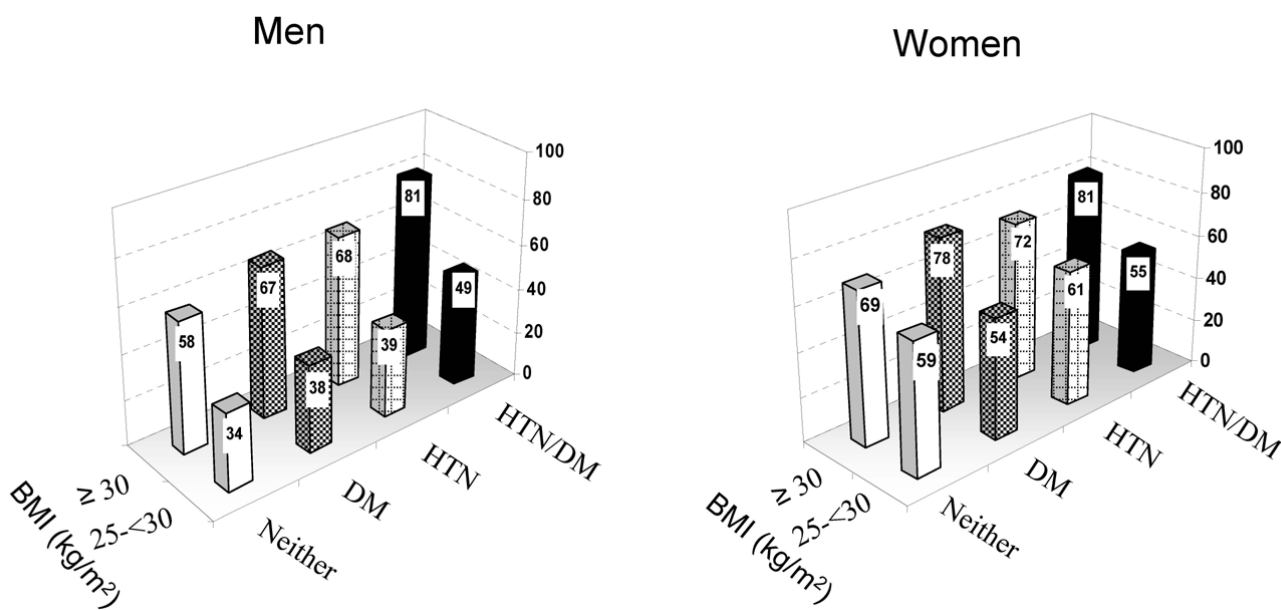 Men
100
80
60
40
20
0
81
68
67
58
49
39
38
34
HTN/DM
HTN
DM
Neither
≥ 30
25-<30
BMI (kg/m²)
Women
100
80
60
40
20
0
81
72
78
69
55
61
54
59
HTN/DM
HTN
DM
Neither
≥ 30
25-<30
BMI (kg/m²)